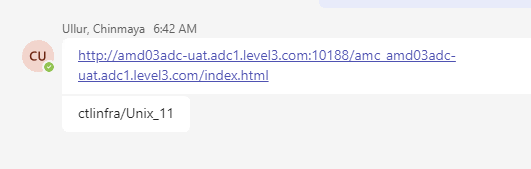 Ullur, Chinmaya 6:42 AM
CU
http://amd03adc-uat.adc1.level3.com:10188/amc_amd03adc-
uat.adc1.level3.com/index.html
ctlinfra/Unix_11